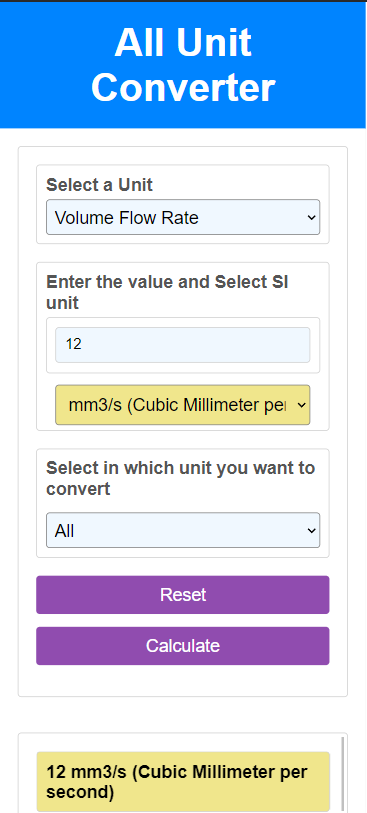 All Unit
Converter
Select a Unit
Volume Flow Rate
Enter the value and Select SI
unit
12
mm3/s (Cubic Millimeter per
Select in which unit you want to
convert
All
Reset
Calculate
12 mm3/s (Cubic Millimeter per
second)